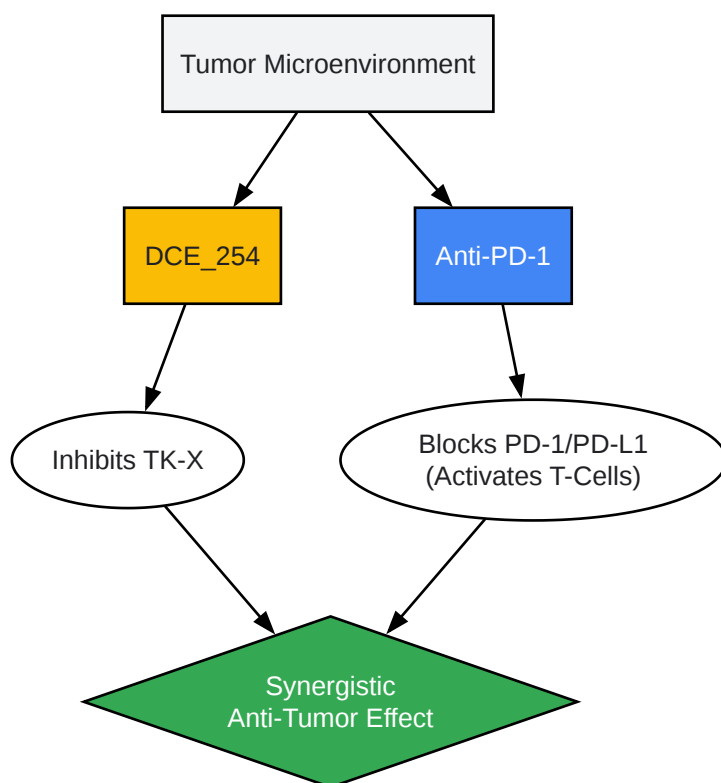 Tumor Microenvironment
DCE_254
Anti-PD-1
Inhibits TK-X
Blocks PD-1/PD-L1
(Activates T-Cells)
Synergistic
Anti-Tumor Effect